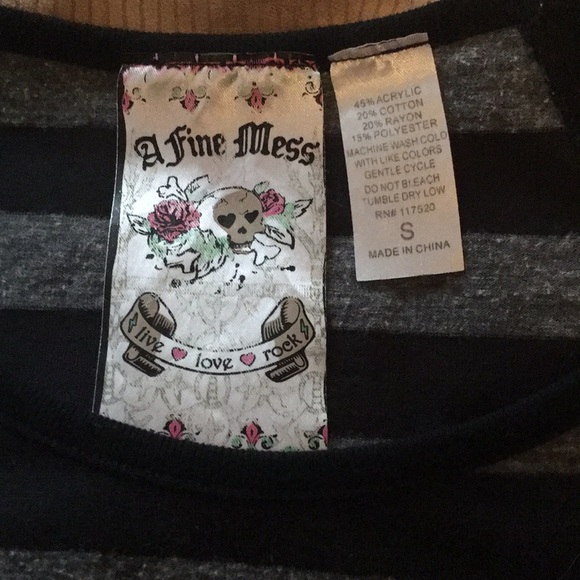 A Fine Mess
live love rock
45% ACRYLIC
20% COTTON
20% RAYON
15% POLYESTER
MACHINE WASH COLD
WITH LIKE COLORS
GENTLE CYCLE
DO NOT BLEACH
TUMBLE DRY LOW
RN# 117520
S
MADE IN CHINA